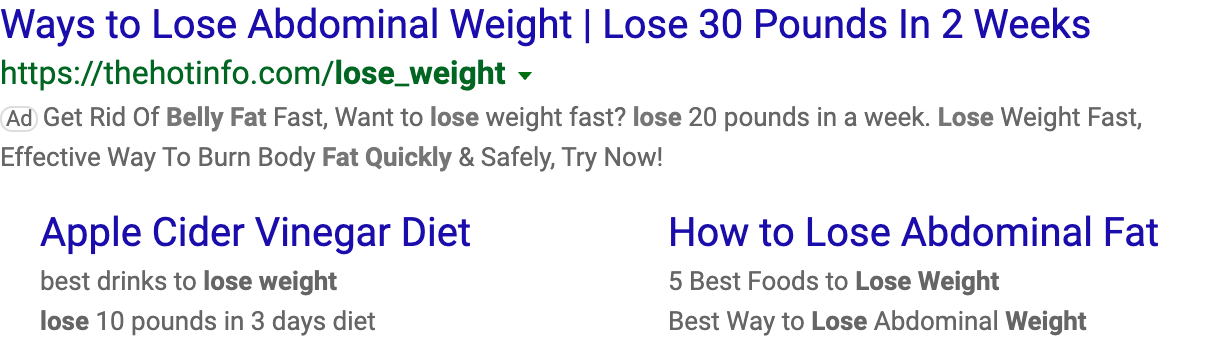 Ways to Lose Abdominal Weight | Lose 30 Pounds In 2 Weeks
https://thehotinfo.com/lose_weight
Ad Get Rid Of Belly Fat Fast, Want to lose weight fast? lose 20 pounds in a week. Lose Weight Fast,
Effective Way To Burn Body Fat Quickly & Safely, Try Now!
Apple Cider Vinegar Diet
best drinks to lose weight
lose 10 pounds in 3 days diet
How to Lose Abdominal Fat
5 Best Foods to Lose Weight
Best Way to Lose Abdominal Weight